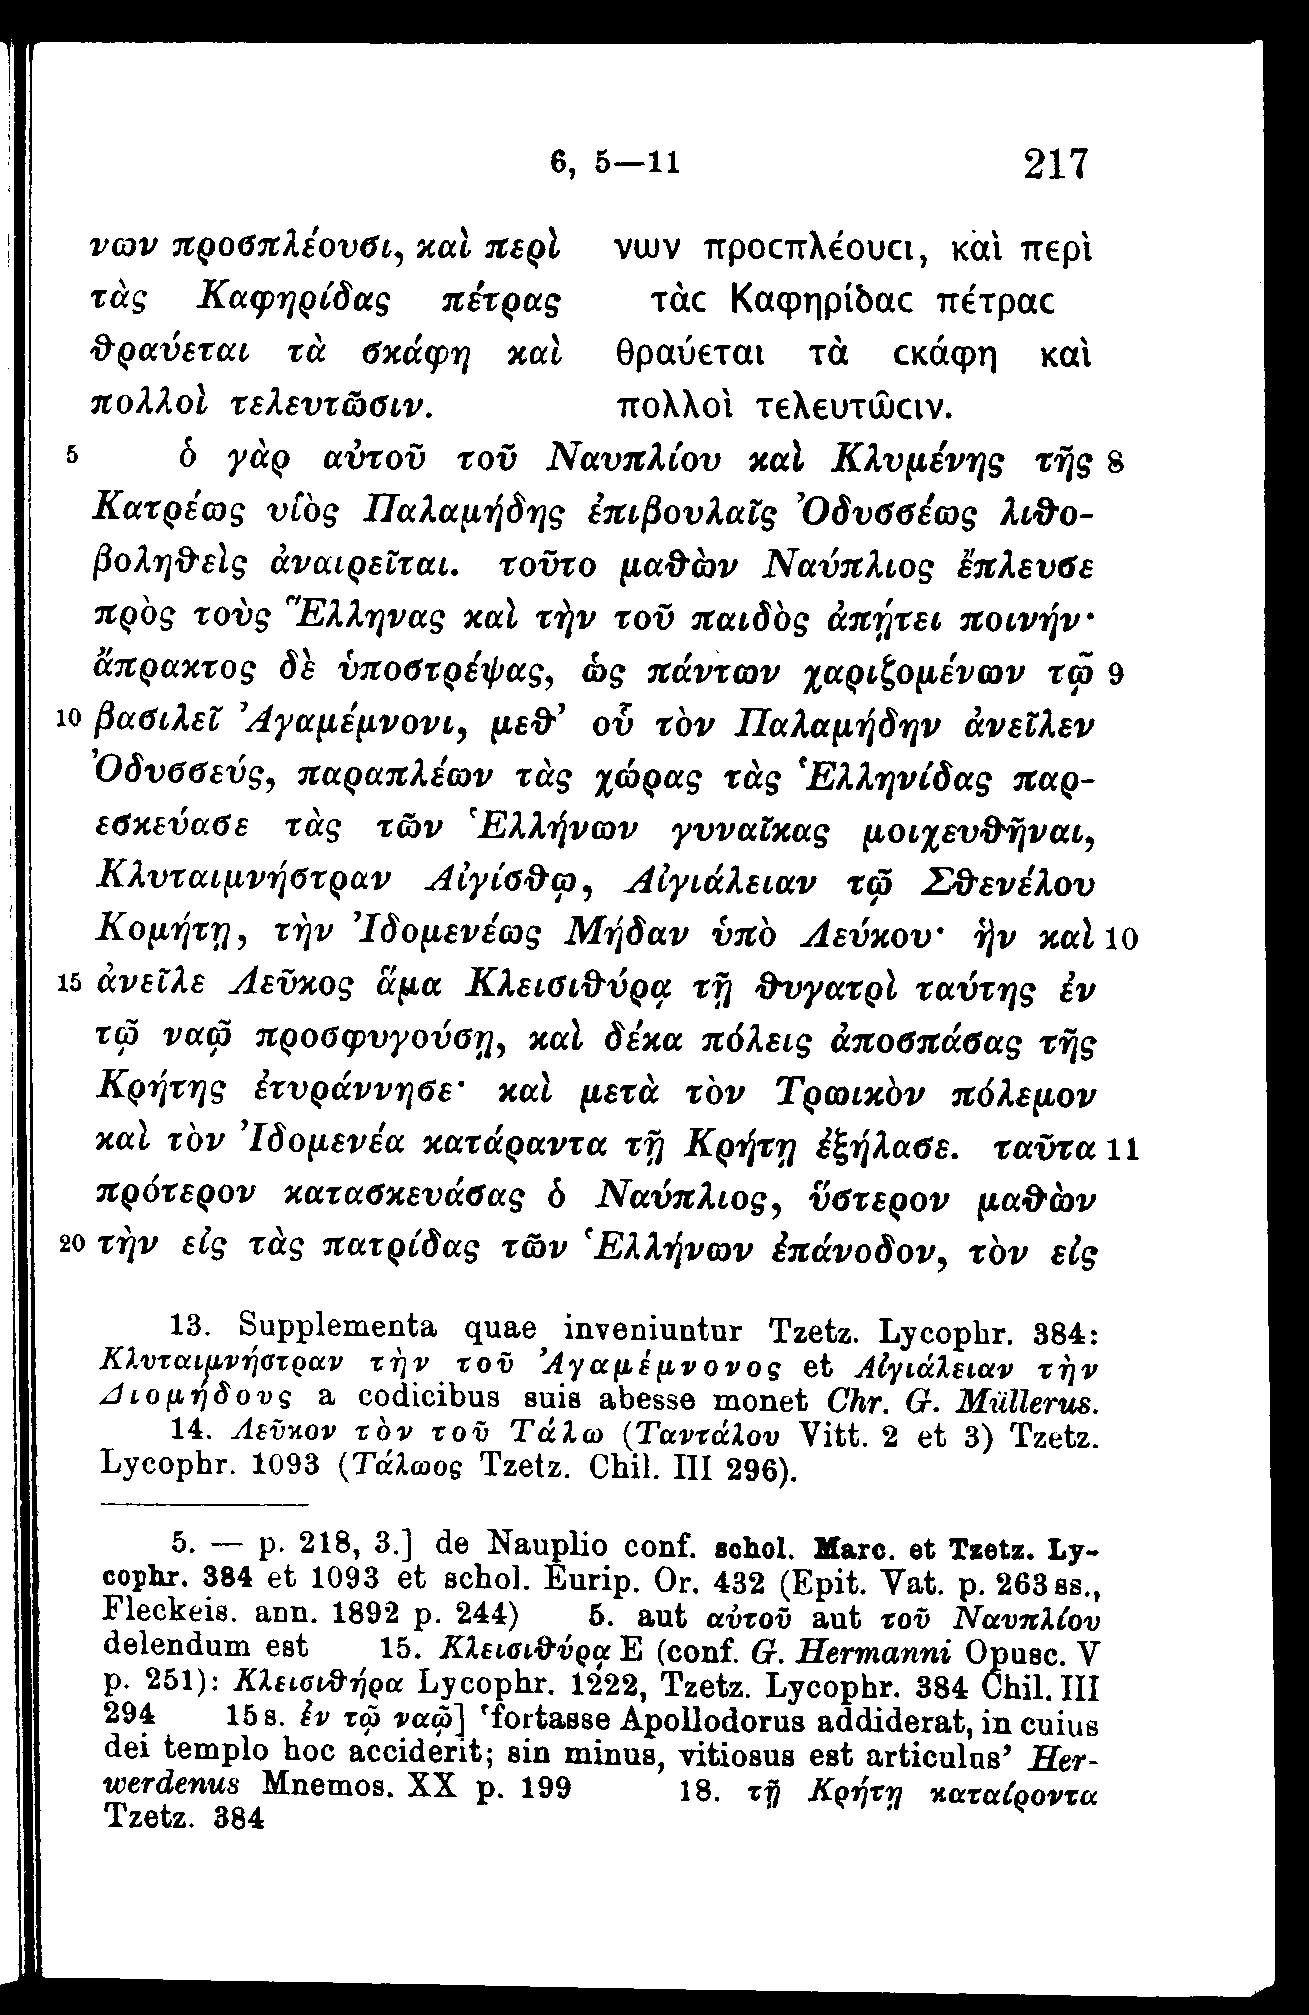 6, 5—11 217
νων προσπλέουσι, καὶ περὶ
τὰς Καφηρίδας πέτρας
θραύεται τὰ σκάφη καὶ
πολλοὶ τελευτῶσιν.
νων προσπλέουσι, καὶ περὶ
τὰς Καφηρίδας πέτρας
θραύεται τὰ σκάφη καὶ
πολλοὶ τελευτῶσιν.
5 ὁ γὰρ αὐτοῦ τοῦ Ναυπλίου καὶ Κλυμένης τῆς 8
Κατρέως υἱὸς Παλαμήδης ἐπιβουλαῖς Ὀδυσσέως λιθο-
βοληθεὶς ἀναιρεῖται. τοῦτο μαθὼν Ναύπλιος ἔπλευσε
πρὸς τοὺς Ἕλληνας καὶ τὴν τοῦ παιδὸς ἀπῄτει ποινήν·
ἄπρακτος δὲ ὑποστρέψας, ὡς πάντων χαριζομένων τῷ 9
10 βασιλεῖ Ἀγαμέμνονι, μεθ’ οὗ τὸν Παλαμήδην ἀνεῖλεν
Ὀδυσσεύς, παραπλέων τὰς χώρας τὰς Ἑλληνίδας παρ-
εσκεύασε τὰς τῶν Ἑλλήνων γυναῖκας μοιχευθῆναι,
Κλυταιμνήστραν Αἰγίσθῳ, Αἰγιάλειαν τῷ Σθενέλου
Κομήτῃ, τὴν Ἰδομενέως Μήδαν ὑπὸ Λεύκου· ἣν καὶ 10
15 ἀνεῖλε Λεῦκος ἅμα Κλεισιθύρᾳ τῇ θυγατρὶ ταύτης ἐν
τῷ ναῷ προσφυγούσῃ, καὶ δέκα πόλεις ἀποσπάσας τῆς
Κρήτης ἐτυράννησε· καὶ μετὰ τὸν Τρωικὸν πόλεμον
καὶ τὸν Ἰδομενέα κατάραντα τῇ Κρήτῃ ἐξήλασε. ταῦτα 11
πρότερον κατασκευάσας ὁ Ναύπλιος, ὕστερον μαθὼν
20 τὴν εἰς τὰς πατρίδας τῶν Ἑλλήνων ἐπάνοδον, τὸν εἰς
13. Supplementa quae inveniuntur Tzetz. Lycophr. 384:
Κλυταιμνήστραν τὴν τοῦ Ἀγαμέμνονος et Αἰγιάλειαν τὴν
Διομήδους a codicibus suis abesse monet Chr. G. Müllerus.
14. Λεῦκον τὸν τοῦ Τάλω (Ταντάλου Vitt. 2 et 3) Tzetz.
Lycophr. 1093 (Τάλωος Tzetz. Chil. III 296).
5. — p. 218, 3.] de Nauplio conf. schol. Marc. et Tzetz. Ly-
cophr. 384 et 1093 et schol. Eurip. Or. 432 (Epit. Vat. p. 263 ss.,
Fleckeis. ann. 1892 p. 244) 5. aut αὐτοῦ aut τοῦ Ναυπλίου
delendum est 15. Κλεισιθύρᾳ E (conf. G. Hermanni Opusc. V
p. 251): Κλεισιθήρα Lycophr. 1222, Tzetz. Lycophr. 384 Chil. III
294 15 s. ἐν τῷ ναῷ] ‘fortasse Apollodorus addiderat, in cuius
dei templo hoc acciderit; sin minus, vitiosus est articulus’ Her-
werdenus Mnemos. XX p. 199 18. τῇ Κρήτῃ καταίροντα
Tzetz. 384